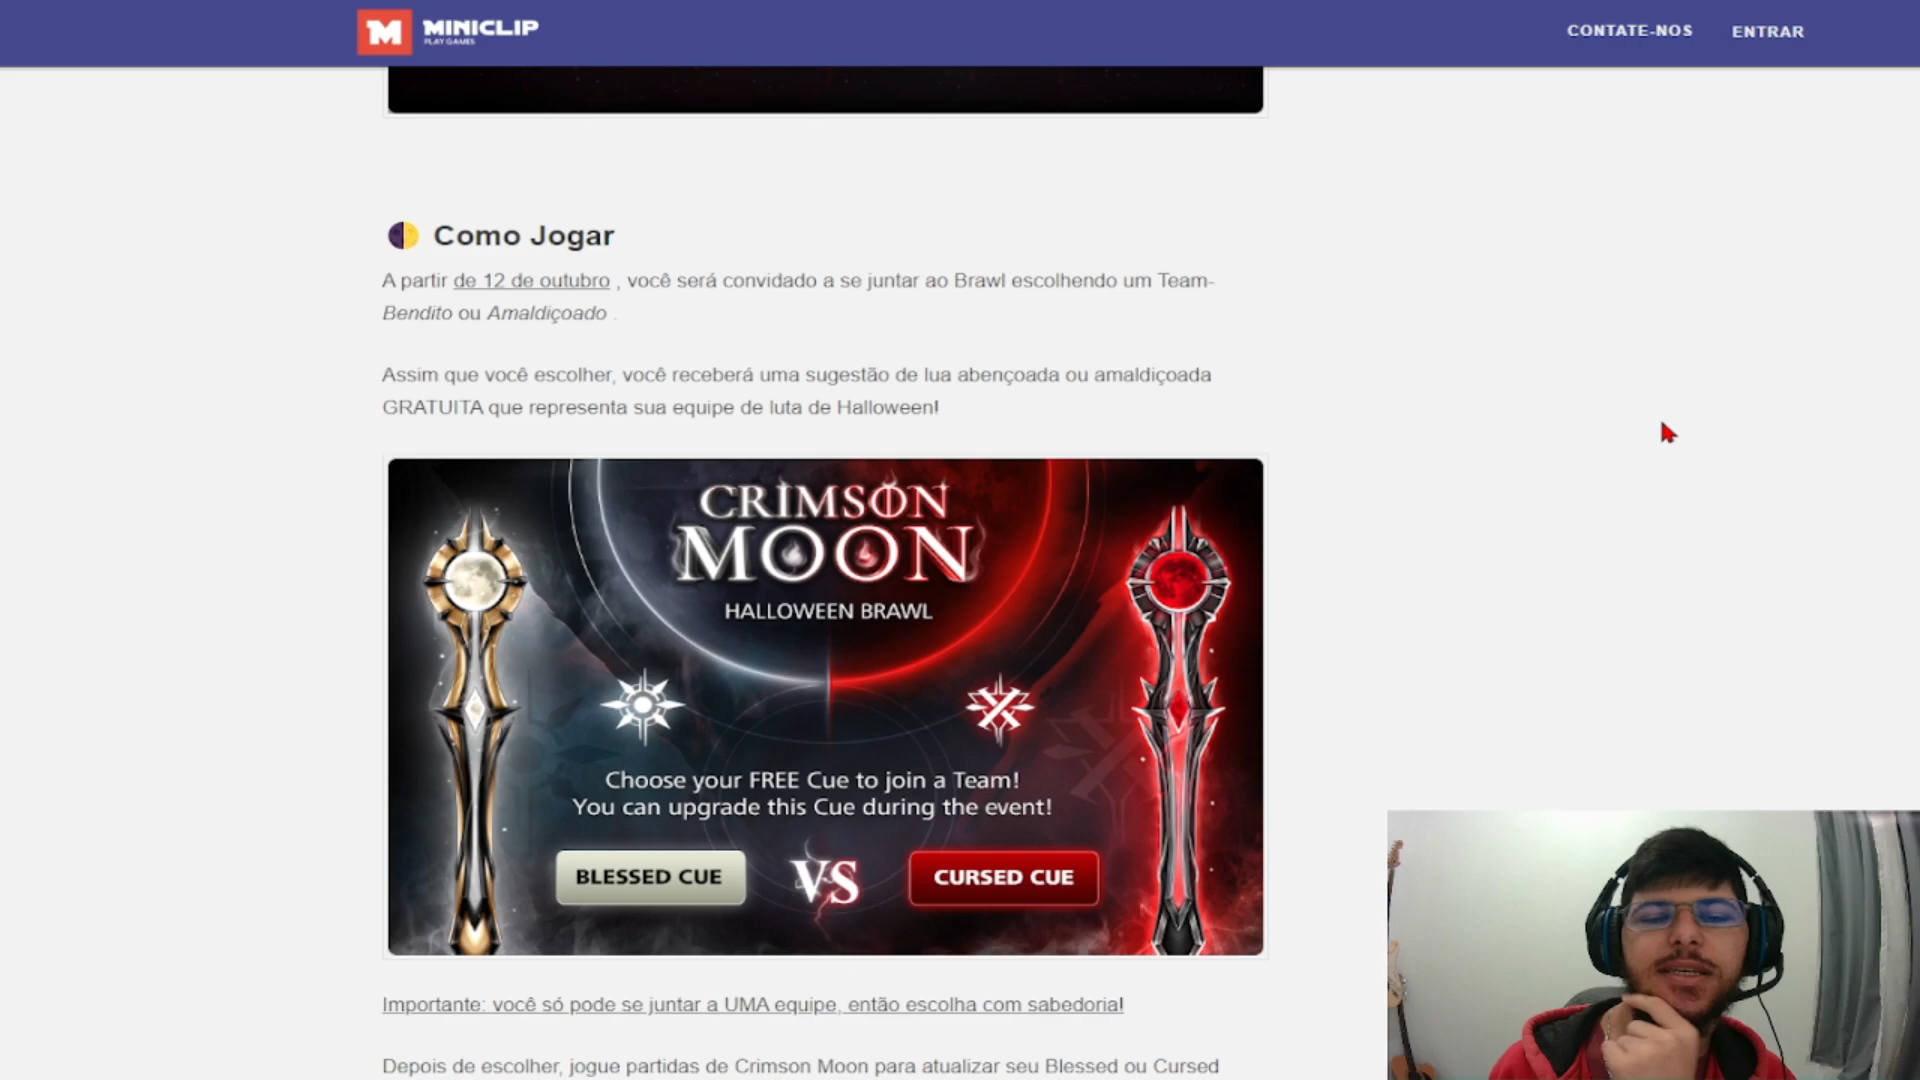 MINICLIP
PLAY GAMES
CONTATE-NOS
ENTRAR
Como Jogar
A partir de 12 de outubro , você será convidado a se juntar ao Brawl escolhendo um Team-
Bendito ou Amaldiçoado .
Assim que você escolher, você receberá uma sugestão de lua abençoada ou amaldiçoada
GRATUITA que representa sua equipe de luta de Halloween!
CRIMSON
MOON
HALLOWEEN BRAWL
Choose your FREE Cue to join a Team!
You can upgrade this Cue during the event!
BLESSED CUE
VS
CURSED CUE
Importante: você só pode se juntar a UMA equipe, então escolha com sabedoria!
Depois de escolher, jogue partidas de Crimson Moon para atualizar seu Blessed ou Cursed